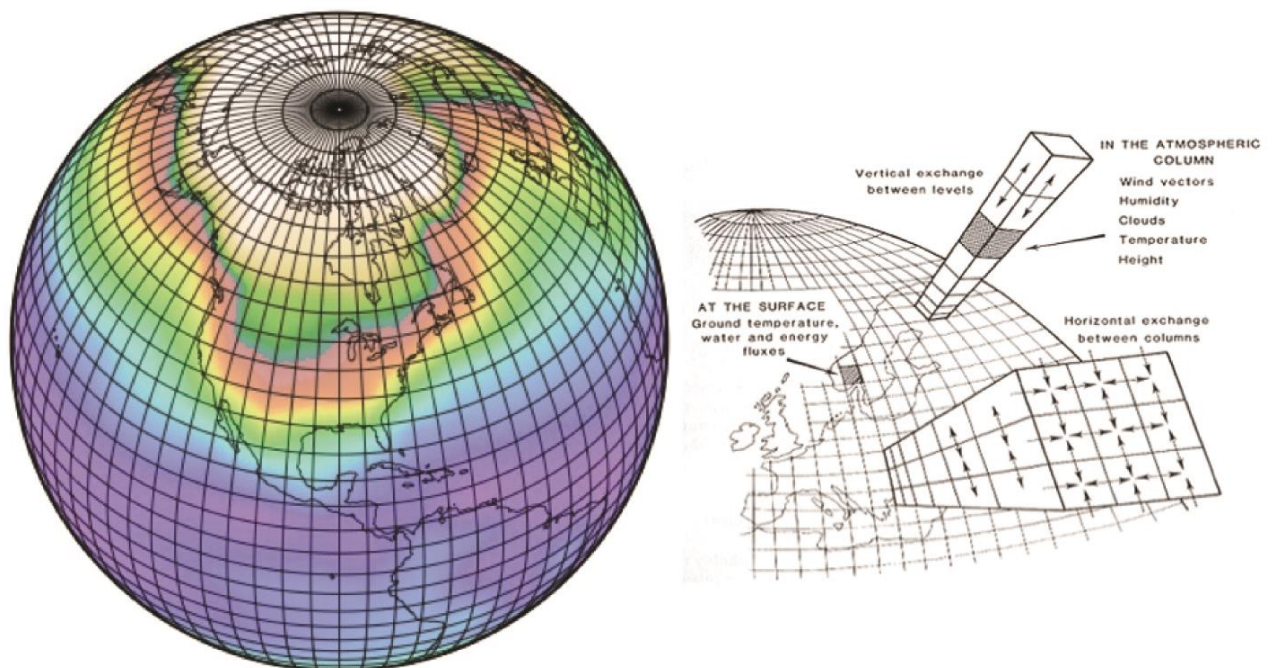 Vertical exchange
between levels
IN THE ATMOSPHERIC
COLUMN
Wind vectors
Humidity
Clouds
Temperature
Height
AT THE SURFACE
Ground temperature,
water and energy
fluxes
Horizontal exchange
between columns